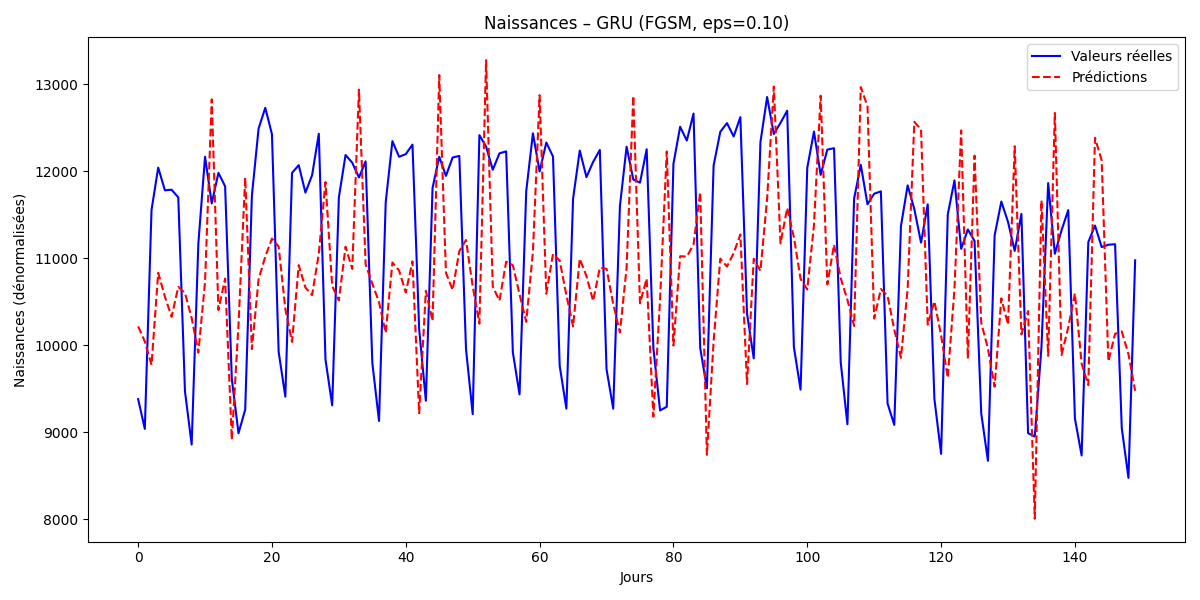 Naissances – GRU (FGSM, eps=0.10)
Valeurs réelles
Prédictions
Naissances (dénormalisées)
13000
12000
11000
10000
9000
8000
0 20 40 60 80 100 120 140
Jours